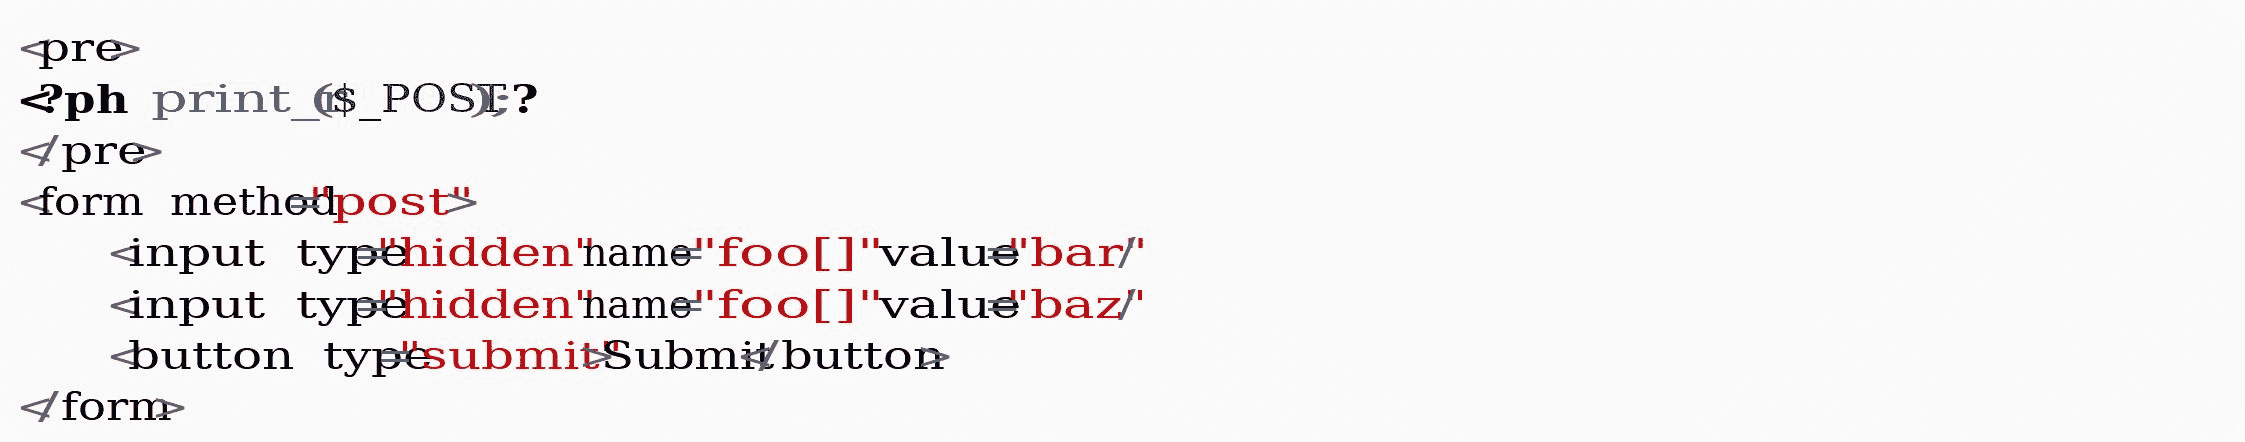 <pre>
<?ph print_r($_POST);?
</pre>
<form method="post">
<input type="hidden" name="foo[]" value="bar"/
<input type="hidden" name="foo[]" value="baz"/
<button type="submit">Submit</button>
</form>